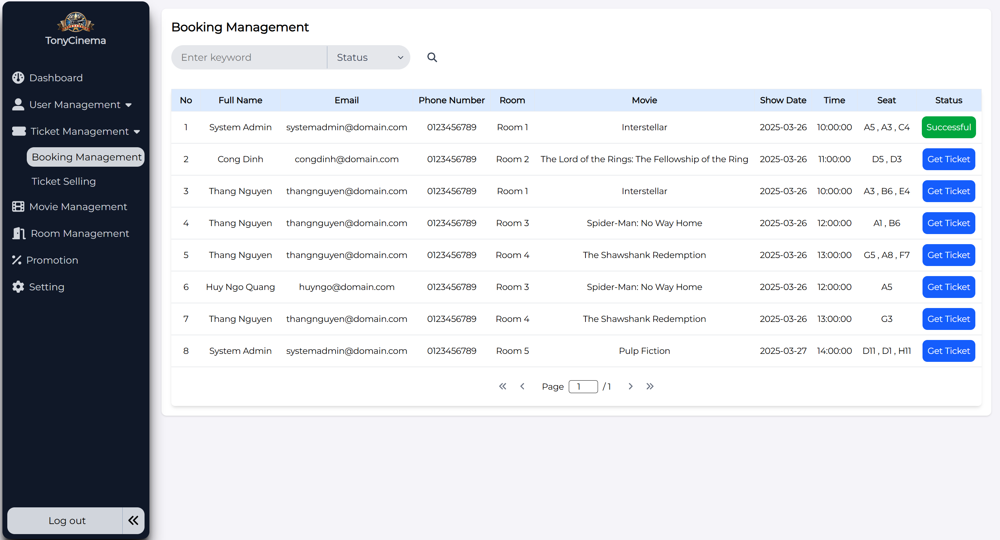 TonyCinema
Dashboard
User Management
Ticket Management
Booking Management
Ticket Selling
Movie Management
Room Management
Promotion
Setting
Log out
Booking Management
Enter keyword Status
No Full Name Email Phone Number Room Movie Show Date Time Seat Status
1 System Admin systemadmin@domain.com 0123456789 Room 1 Interstellar 2025-03-26 10:00:00 A5 , A3 , C4 Successful
2 Cong Dinh congdinh@domain.com 0123456789 Room 2 The Lord of the Rings: The Fellowship of the Ring 2025-03-26 11:00:00 D5 , D3 Get Ticket
3 Thang Nguyen thangnguyen@domain.com 0123456789 Room 1 Interstellar 2025-03-26 10:00:00 A3 , B6 , E4 Get Ticket
4 Thang Nguyen thangnguyen@domain.com 0123456789 Room 3 Spider-Man: No Way Home 2025-03-26 12:00:00 A1 , B6 Get Ticket
5 Thang Nguyen thangnguyen@domain.com 0123456789 Room 4 The Shawshank Redemption 2025-03-26 13:00:00 G5 , A8 , F7 Get Ticket
6 Huy Ngo Quang huyngo@domain.com 0123456789 Room 3 Spider-Man: No Way Home 2025-03-26 12:00:00 A5 Get Ticket
7 Thang Nguyen thangnguyen@domain.com 0123456789 Room 4 The Shawshank Redemption 2025-03-26 13:00:00 G3 Get Ticket
8 System Admin systemadmin@domain.com 0123456789 Room 5 Pulp Fiction 2025-03-27 14:00:00 D11 , D1 , H11 Get Ticket
Page 1 / 1